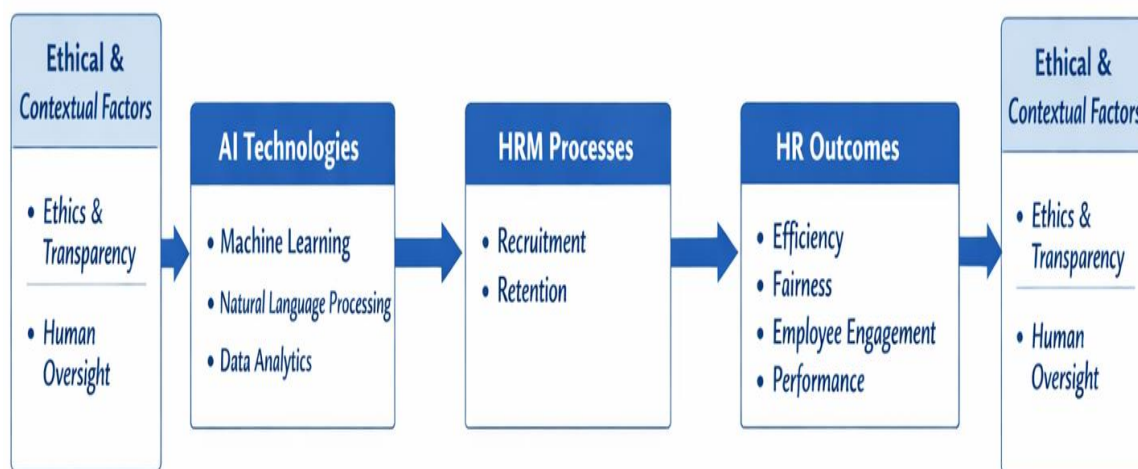 Ethical &
Contextual Factors
• Ethics &
Transparency
• Human
Oversight
AI Technologies
• Machine Learning
• Natural Language Processing
• Data Analytics
HRM Processes
• Recruitment
• Retention
HR Outcomes
• Efficiency
• Fairness
• Employee Engagement
• Performance
Ethical &
Contextual Factors
• Ethics &
Transparency
• Human
Oversight